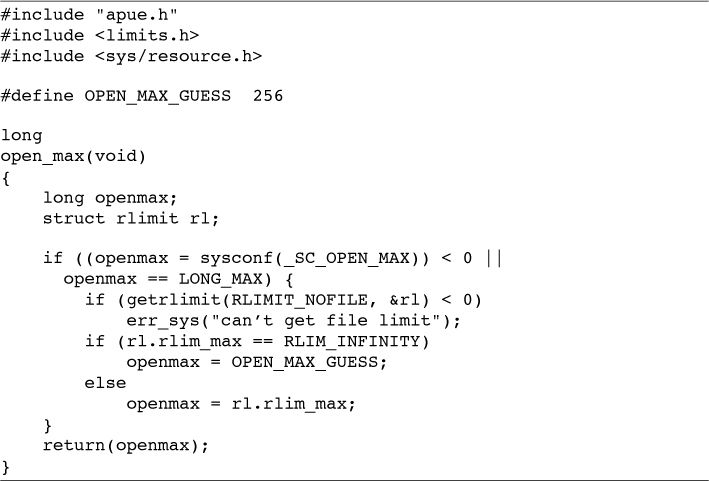 #include "apue.h"
#include <limits.h>
#include <sys/resource.h>

#define OPEN_MAX_GUESS  256

long
open_max(void)
{
    long openmax;
    struct rlimit rl;

    if ((openmax = sysconf(_SC_OPEN_MAX)) < 0 ||
      openmax == LONG_MAX) {
        if (getrlimit(RLIMIT_NOFILE, &rl) < 0)
            err_sys("can’t get file limit");
        if (rl.rlim_max == RLIM_INFINITY)
            openmax = OPEN_MAX_GUESS;
        else
            openmax = rl.rlim_max;
    }
    return(openmax);
}